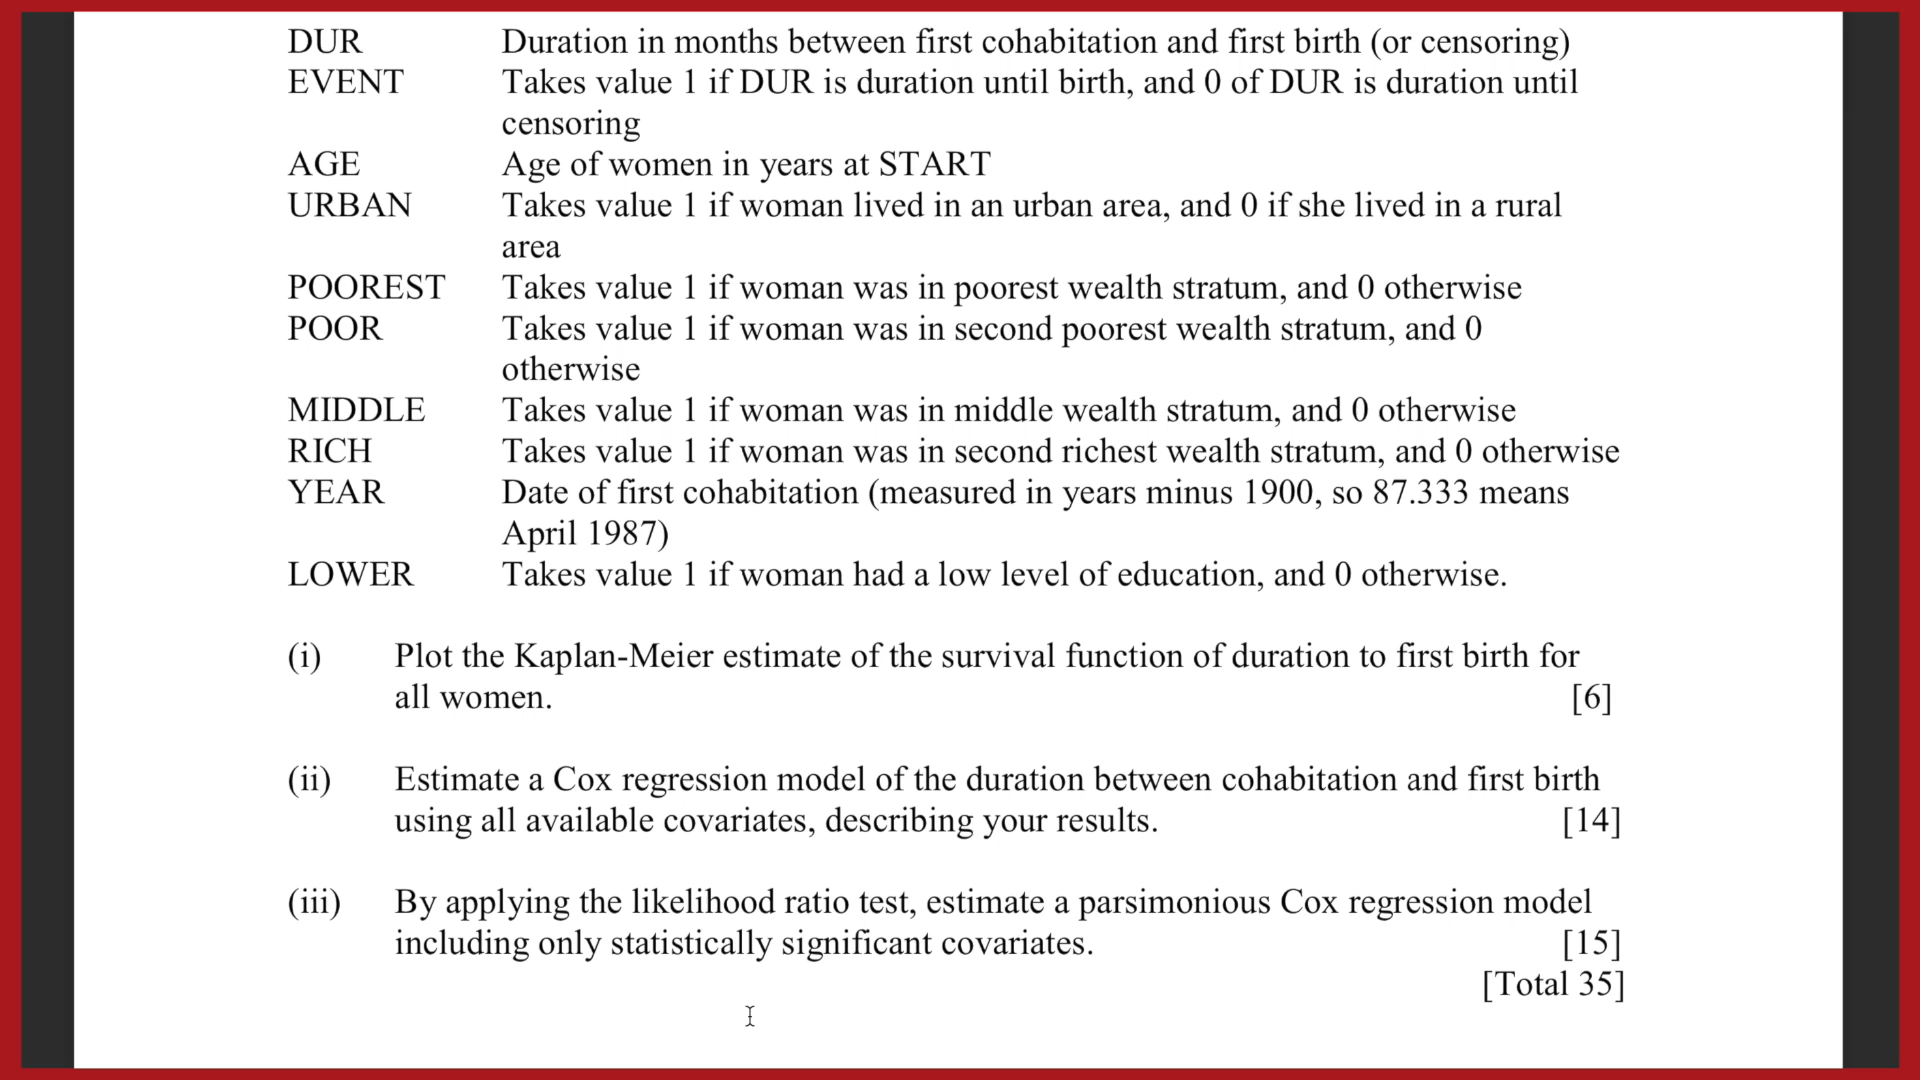 DUR Duration in months between first cohabitation and first birth (or censoring)
EVENT Takes value 1 if DUR is duration until birth, and 0 of DUR is duration until
censoring
AGE Age of women in years at START
URBAN Takes value 1 if woman lived in an urban area, and 0 if she lived in a rural
area
POOREST Takes value 1 if woman was in poorest wealth stratum, and 0 otherwise
POOR Takes value 1 if woman was in second poorest wealth stratum, and 0
otherwise
MIDDLE Takes value 1 if woman was in middle wealth stratum, and 0 otherwise
RICH Takes value 1 if woman was in second richest wealth stratum, and 0 otherwise
YEAR Date of first cohabitation (measured in years minus 1900, so 87.333 means
April 1987)
LOWER Takes value 1 if woman had a low level of education, and 0 otherwise.
(i) Plot the Kaplan-Meier estimate of the survival function of duration to first birth for
all women. [6]
(ii) Estimate a Cox regression model of the duration between cohabitation and first birth
using all available covariates, describing your results. [14]
(iii) By applying the likelihood ratio test, estimate a parsimonious Cox regression model
including only statistically significant covariates. [15]
[Total 35]